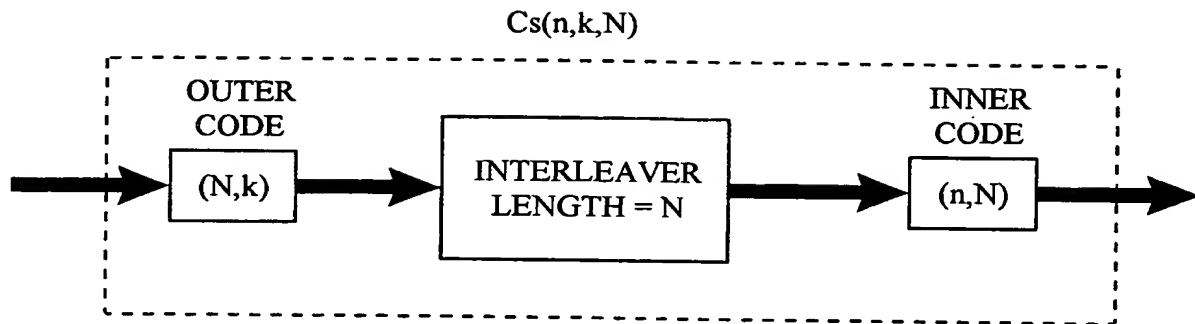 Cs(n,k,N)
OUTER
CODE
(N,k)
INTERLEAVER
LENGTH = N
INNER
CODE
(n,N)